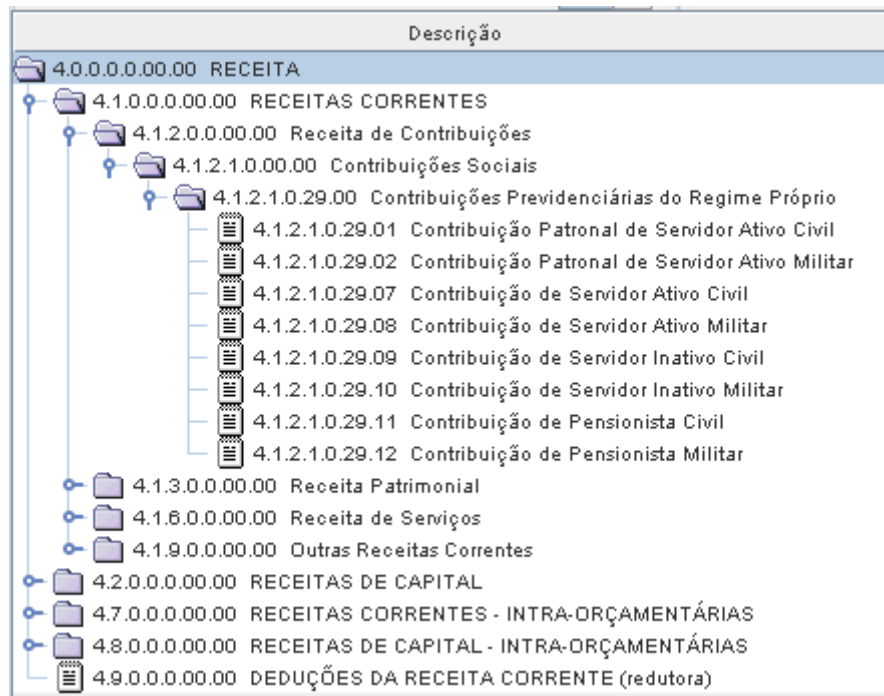 Descrição
4.0.0.0.0.00.00 RECEITA
4.1.0.0.0.00.00 RECEITAS CORRENTES
4.1.2.0.0.00.00 Receita de Contribuições
4.1.2.1.0.00.00 Contribuições Sociais
4.1.2.1.0.29.00 Contribuições Previdenciárias do Regime Próprio
4.1.2.1.0.29.01 Contribuição Patronal de Servidor Ativo Civil
4.1.2.1.0.29.02 Contribuição Patronal de Servidor Ativo Militar
4.1.2.1.0.29.07 Contribuição de Servidor Ativo Civil
4.1.2.1.0.29.08 Contribuição de Servidor Ativo Militar
4.1.2.1.0.29.09 Contribuição de Servidor Inativo Civil
4.1.2.1.0.29.10 Contribuição de Servidor Inativo Militar
4.1.2.1.0.29.11 Contribuição de Pensionista Civil
4.1.2.1.0.29.12 Contribuição de Pensionista Militar
4.1.3.0.0.00.00 Receita Patrimonial
4.1.6.0.0.00.00 Receita de Serviços
4.1.9.0.0.00.00 Outras Receitas Correntes
4.2.0.0.0.00.00 RECEITAS DE CAPITAL
4.7.0.0.0.00.00 RECEITAS CORRENTES - INTRA-ORÇAMENTÁRIAS
4.8.0.0.0.00.00 RECEITAS DE CAPITAL - INTRA-ORÇAMENTÁRIAS
4.9.0.0.0.00.00 DEDUÇÕES DA RECEITA CORRENTE (redutora)